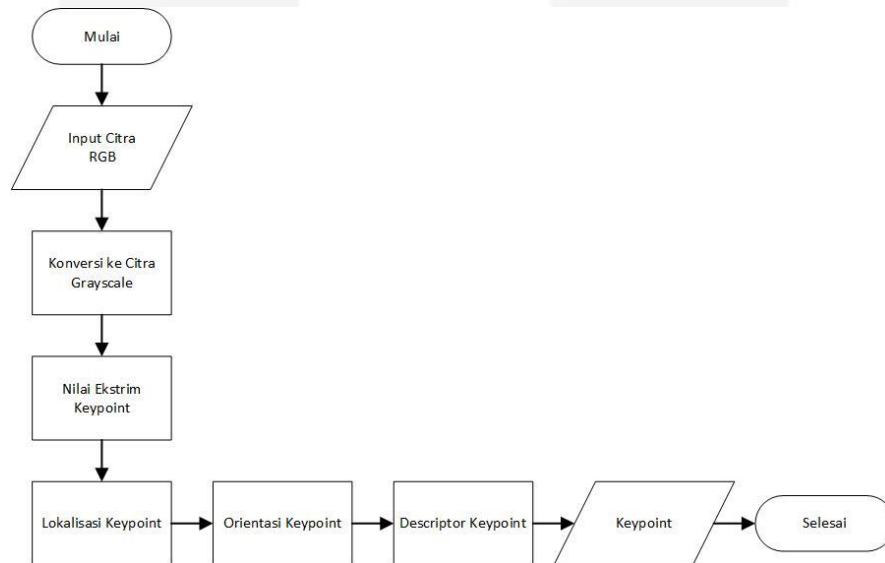 Mulai
Input Citra
RGB
Konversi ke Citra
Grayscale
Nilai Ekstrim
Keypoint
Lokalisasi Keypoint
Orientasi Keypoint
Descriptor Keypoint
Keypoint
Selesai